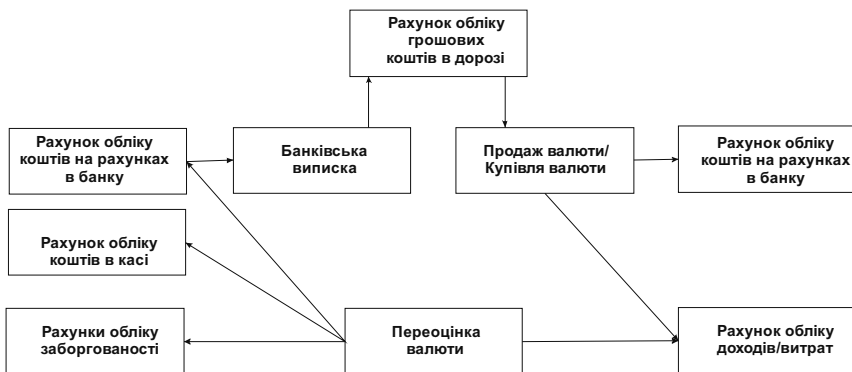 Рахунок обліку
грошових
коштів в дорозі
Рахунок обліку
коштів на рахунках
в банку
Банківська
виписка
Продаж валюти/
Купівля валюти
Рахунок обліку
коштів на рахунках
в банку
Рахунок обліку
коштів в касі
Рахунки обліку
заборгованості
Переоцінка
валюти
Рахунок обліку
доходів/витрат